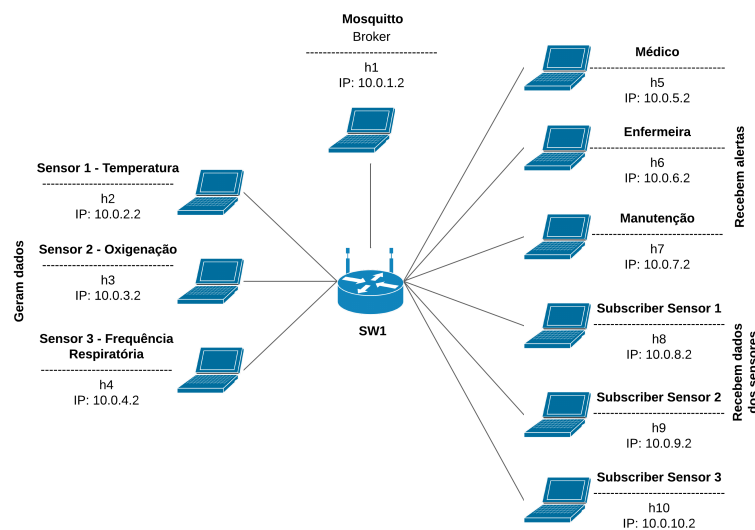 Mosquitto
Broker
h1
IP: 10.0.1.2
Geram dados
Sensor 1 - Temperatura
h2
IP: 10.0.2.2
Sensor 2 - Oxigenação
h3
IP: 10.0.3.2
Sensor 3 - Frequência
Respiratória
h4
IP: 10.0.4.2
SW1
Médico
h5
IP: 10.0.5.2
Enfermeira
h6
IP: 10.0.6.2
Manutenção
h7
IP: 10.0.7.2
Recebem alertas
Subscriber Sensor 1
h8
IP: 10.0.8.2
Subscriber Sensor 2
h9
IP: 10.0.9.2
Subscriber Sensor 3
h10
IP: 10.0.10.2
Recebem dados
dos sensores